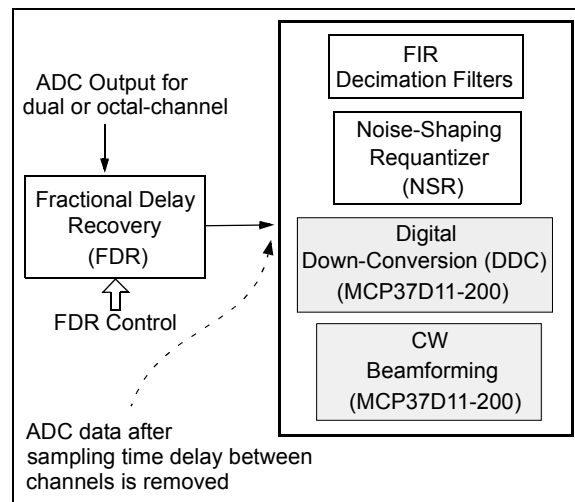 ADC Output for
dual or octal-channel
Fractional Delay
Recovery
(FDR)
FDR Control
ADC data after
sampling time delay between
channels is removed
FIR
Decimation Filters
Noise-Shaping
Requantizer
(NSR)
Digital
Down-Conversion (DDC)
(MCP37D11-200)
CW
Beamforming
(MCP37D11-200)